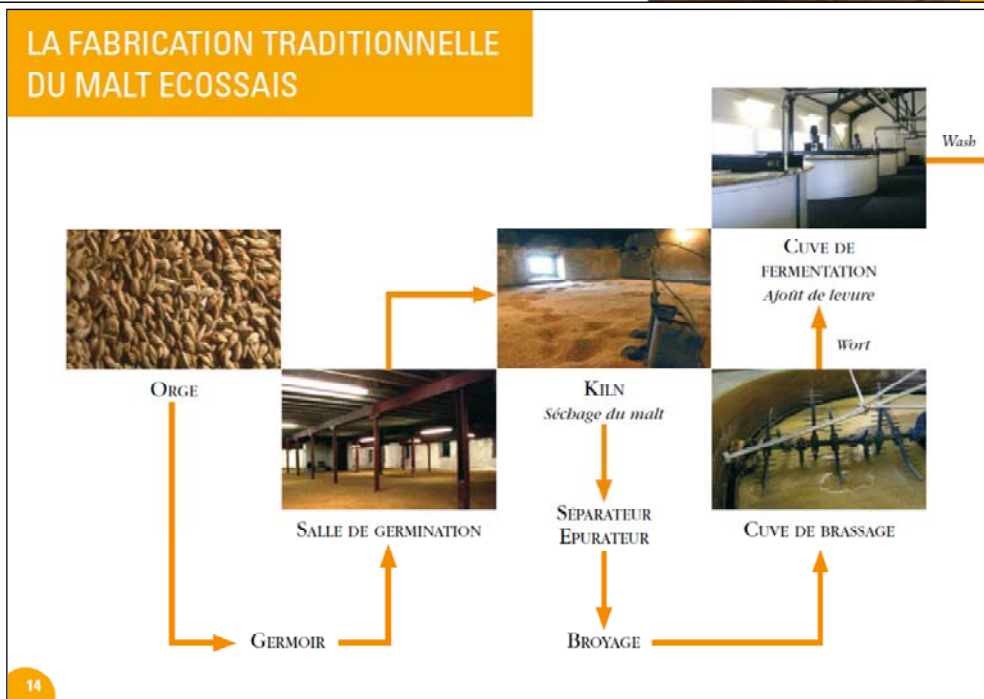 LA FABRICATION TRADITIONNELLE
DU MALT ECOSSAIS
ORGE
GERMOIR
SALLE DE GERMINATION
KILN
Séchage du malt
SÉPARATEUR
EPURATEUR
BROYAGE
CUVE DE BRASSAGE
Wort
CUVE DE
FERMENTATION
Ajoût de levure
Wash
14